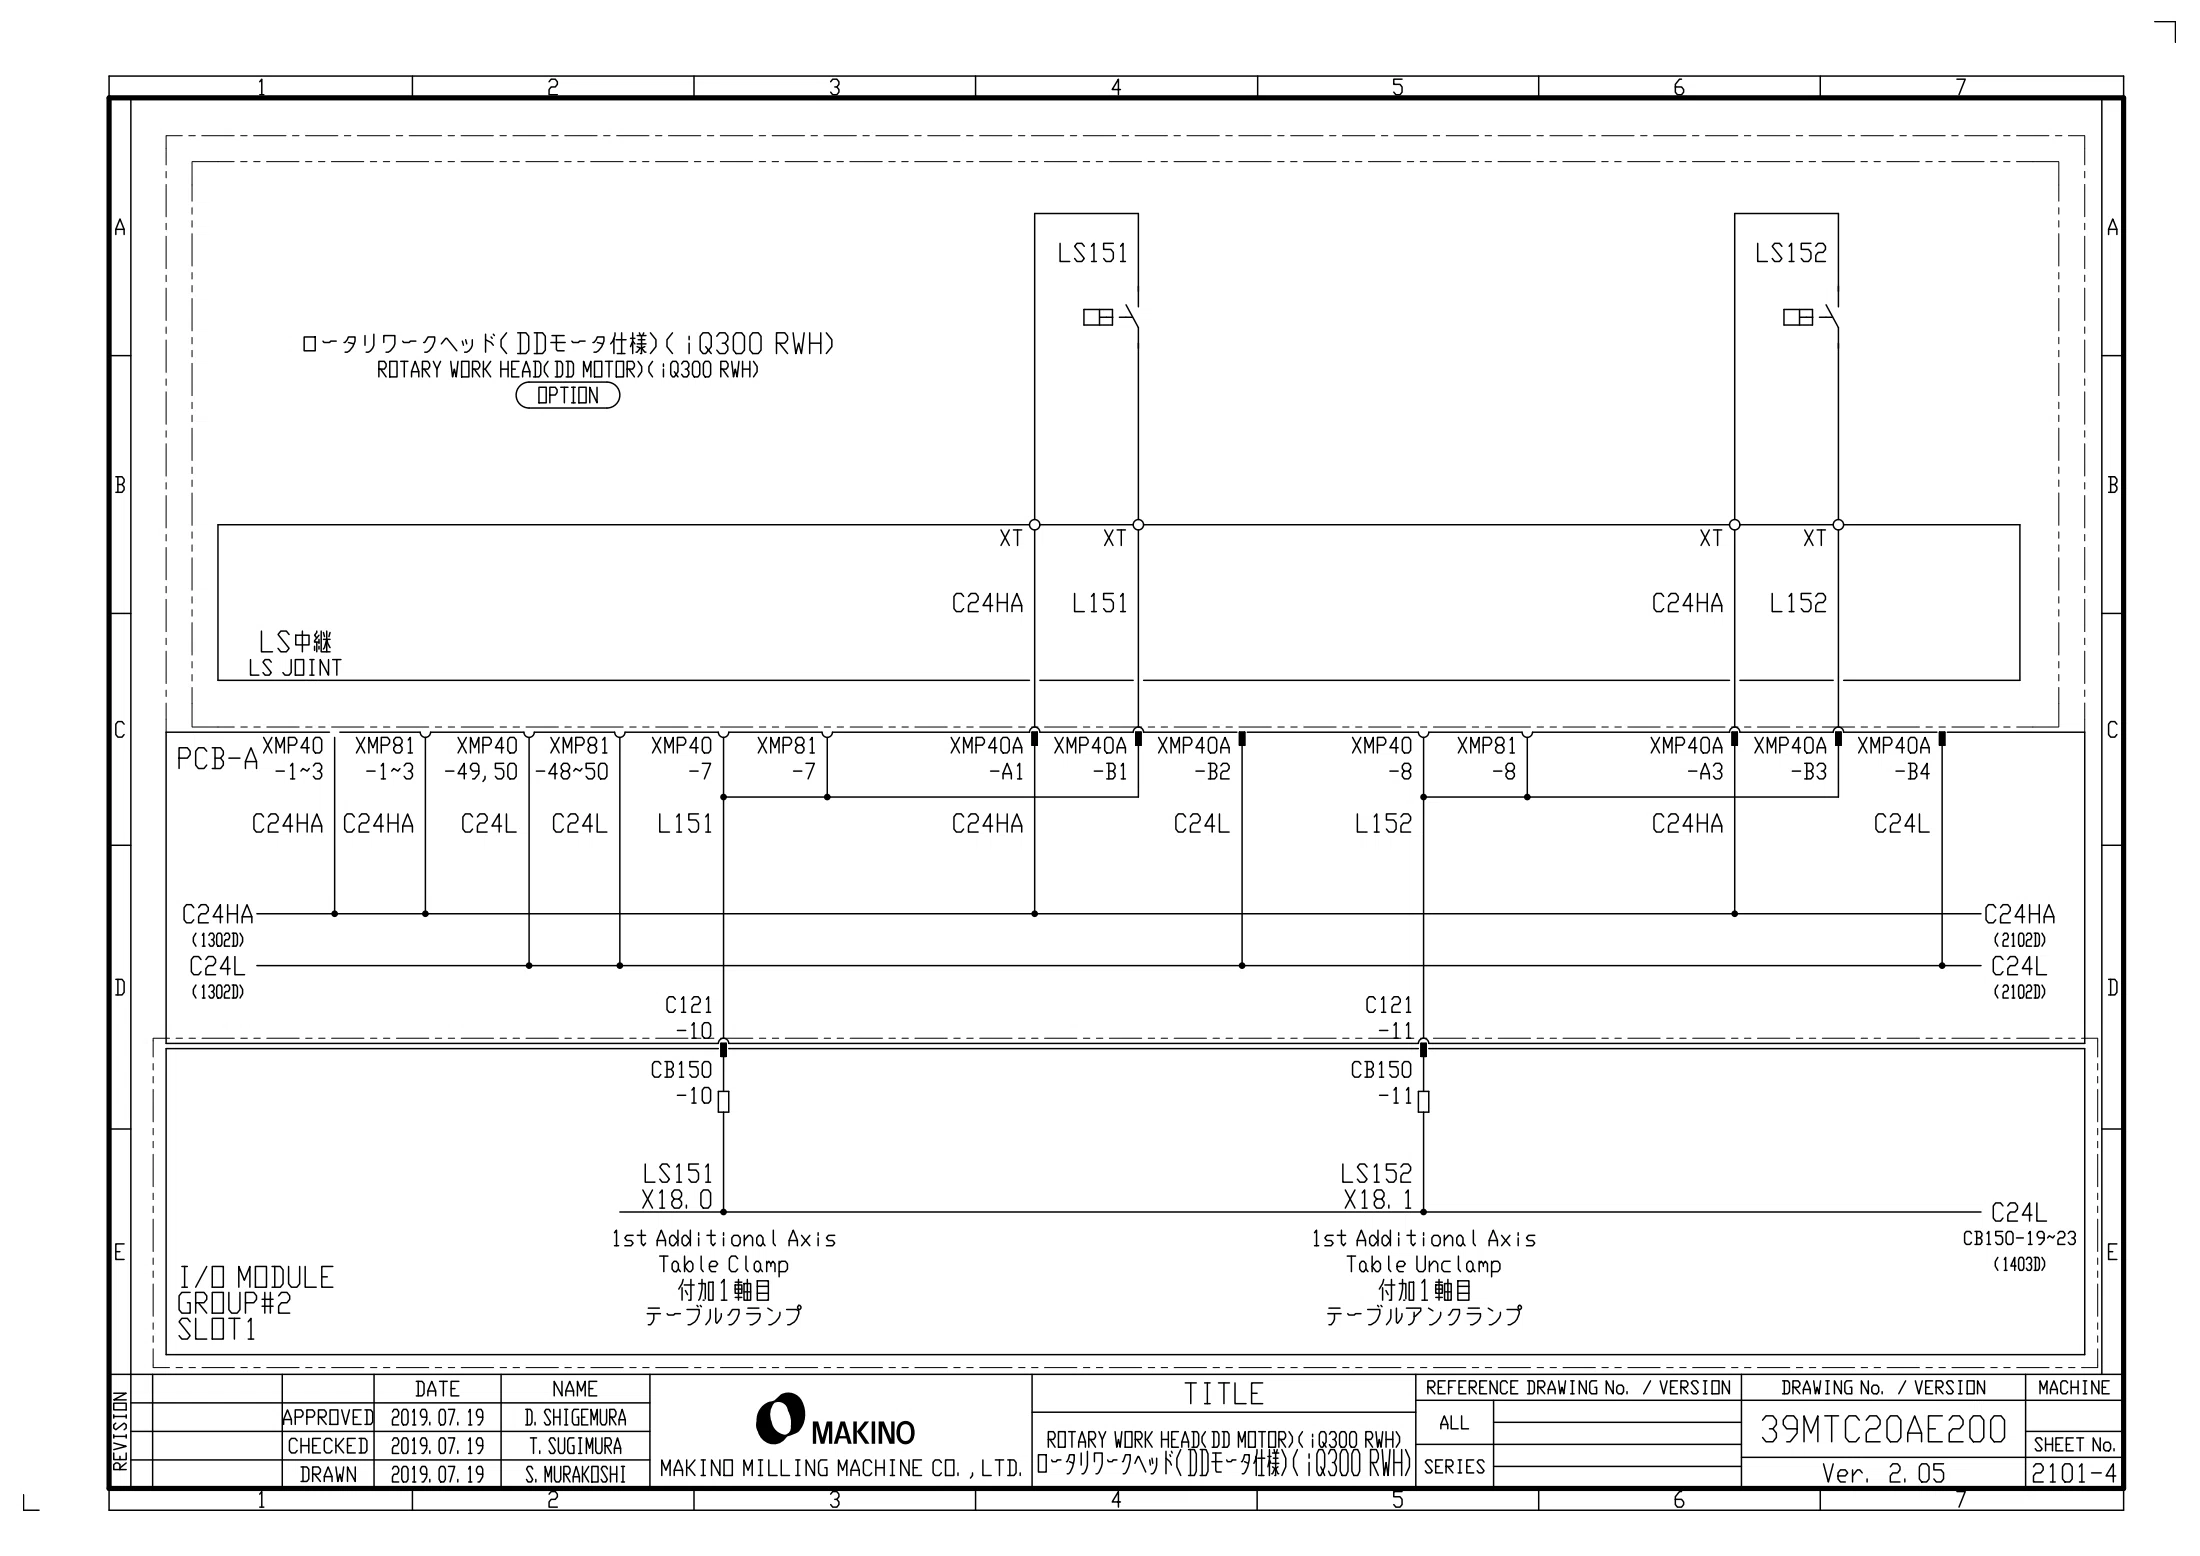 1 2 3 4 5 6 7
A
A
LS151
LS152
ロータリワークヘッド(DDモータ仕様)(iQ300 RWH)
ROTARY WORK HEAD(DD MOTOR)(iQ300 RWH)
OPTION
B
B
XT XT XT XT
C24HA L151 C24HA L152
LS中継
LS JOINT
C
C
PCB-A
XMP40 XMP81 XMP40 XMP81 XMP40 XMP81 XMP40A XMP40A XMP40A XMP40 XMP81 XMP40A XMP40A XMP40A
-1~3 -1~3 -49,50 -48~50 -7 -7 -A1 -B1 -B2 -8 -8 -A3 -B3 -B4
C24HA C24HA C24L C24L L151 C24HA C24L L152 C24HA C24L
C24HA C24HA
(1302D) (2102D)
C24L C24L
(1302D) (2102D)
D
D
C121 C121
-10 -11
CB150 CB150
-10 -11
LS151 LS152
X18.0 X18.1
C24L
CB150-19~23
(1403D)
1st Additional Axis
Table Clamp
付加1軸目
テーブルクランプ
1st Additional Axis
Table Unclamp
付加1軸目
テーブルアンクランプ
E
E
I/O MODULE
GROUP#2
SLOT1
REVISION
DATE NAME
APPROVED 2019.07.19 D.SHIGEMURA
CHECKED 2019.07.19 T.SUGIMURA
DRAWN 2019.07.19 S.MURAKOSHI
MAKINO
MAKINO MILLING MACHINE CO.,LTD.
TITLE
ROTARY WORK HEAD(DD MOTOR)(iQ300 RWH)
ロータリワークヘッド(DDモータ仕様)(iQ300 RWH)
REFERENCE DRAWING No. / VERSION
ALL
SERIES
DRAWING No. / VERSION
39MTC20AE200
Ver. 2.05
MACHINE
SHEET No.
2101-4
1 2 3 4 5 6 7